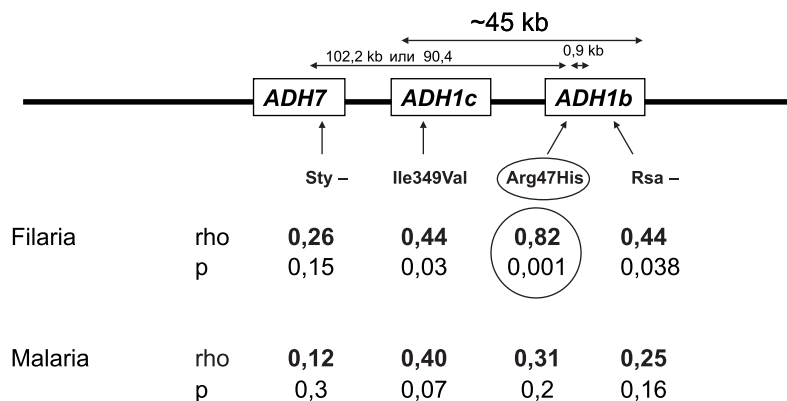 ~45 kb
0,9 kb
102,2 kb или 90,4
ADH7 ADH1c ADH1b
Sty – Ile349Val Arg47His Rsa –
Filaria rho 0,26 0,44 0,82 0,44
p 0,15 0,03 0,001 0,038
Malaria rho 0,12 0,40 0,31 0,25
p 0,3 0,07 0,2 0,16